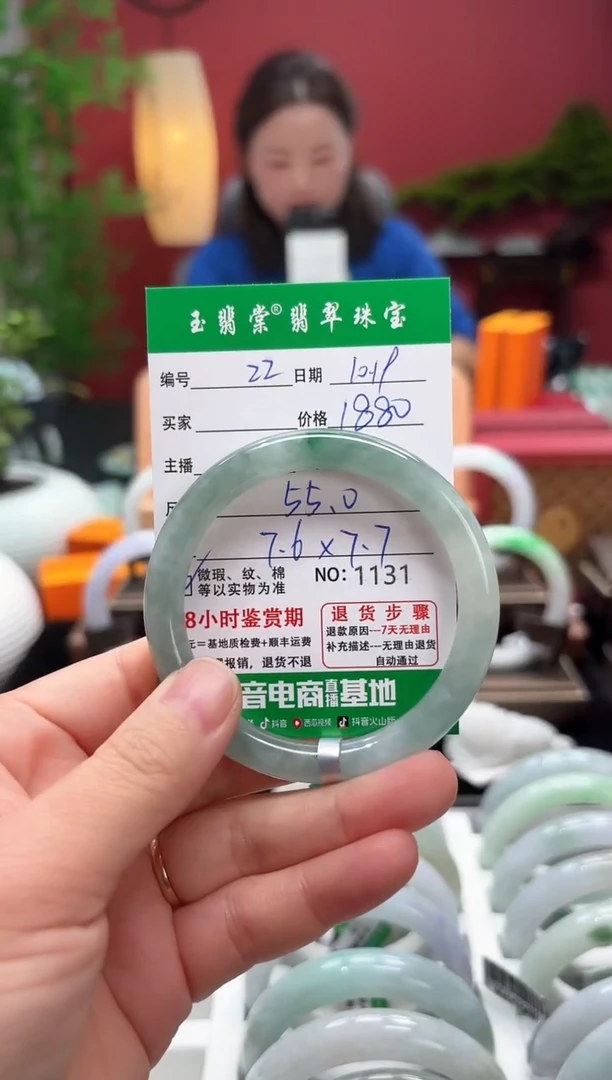 玉翡棠®翡翠珠宝
编号 22 日期 10.19
买家 价格 1880
主播
55.0
7.6×7.7
微瑕、纹、棉 NO:1131
等以实物为准
8小时鉴赏期
元=基地质检费+顺丰运费
报销，退货不退
退货步骤
退款原因---7天无理由
补充描述---无理由退货
自动通过
音电商直播基地
抖音 西瓜视频 抖音火山版